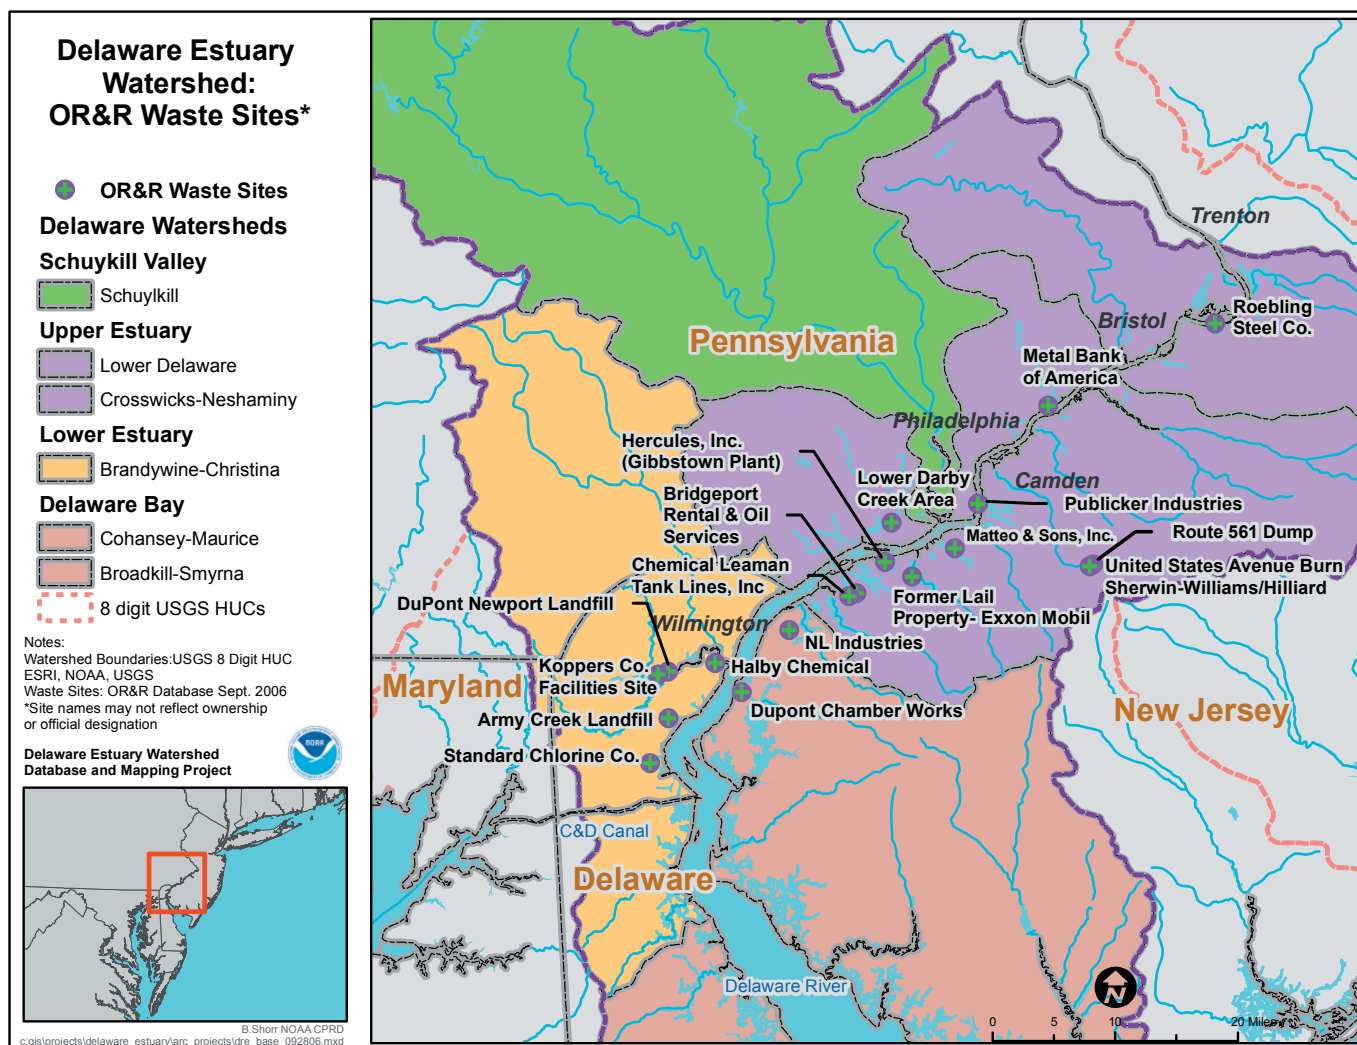 Delaware Estuary
Watershed:
OR&R Waste Sites*
OR&R Waste Sites
Delaware Watersheds
Schuykill Valley
Schuylkill
Upper Estuary
Lower Delaware
Crosswicks-Neshaminy
Lower Estuary
Brandywine-Christina
Delaware Bay
Cohansey-Maurice
Broadkill-Smyrna
8 digit USGS HUCs
Notes:
Watershed Boundaries:USGS 8 Digit HUC
ESRI, NOAA, USGS
Waste Sites: OR&R Database Sept. 2006
*Site names may not reflect ownership
or official designation
Delaware Estuary Watershed
Database and Mapping Project
NOAA
B.Shorr NOAA CPRD
c:gis\projects\delaware_estuary\arc_projects\dre_base_092806.mxd
Trenton
Roebling
Steel Co.
Bristol
Pennsylvania
Metal Bank
of America
Philadelphia
Hercules, Inc.
(Gibbstown Plant)
Lower Darby
Creek Area
Camden
Publicker Industries
Bridgeport
Rental & Oil
Services
Matteo & Sons, Inc.
Route 561 Dump
Chemical Leaman
Tank Lines, Inc
United States Avenue Burn
Sherwin-Williams/Hilliard
Former Lail
Property- Exxon Mobil
DuPont Newport Landfill
Wilmington
NL Industries
Koppers Co.
Facilities Site
Halby Chemical
Maryland
Dupont Chamber Works
New Jersey
Army Creek Landfill
Standard Chlorine Co.
C&D Canal
Delaware
Delaware River
N
0 5 10 20 Miles